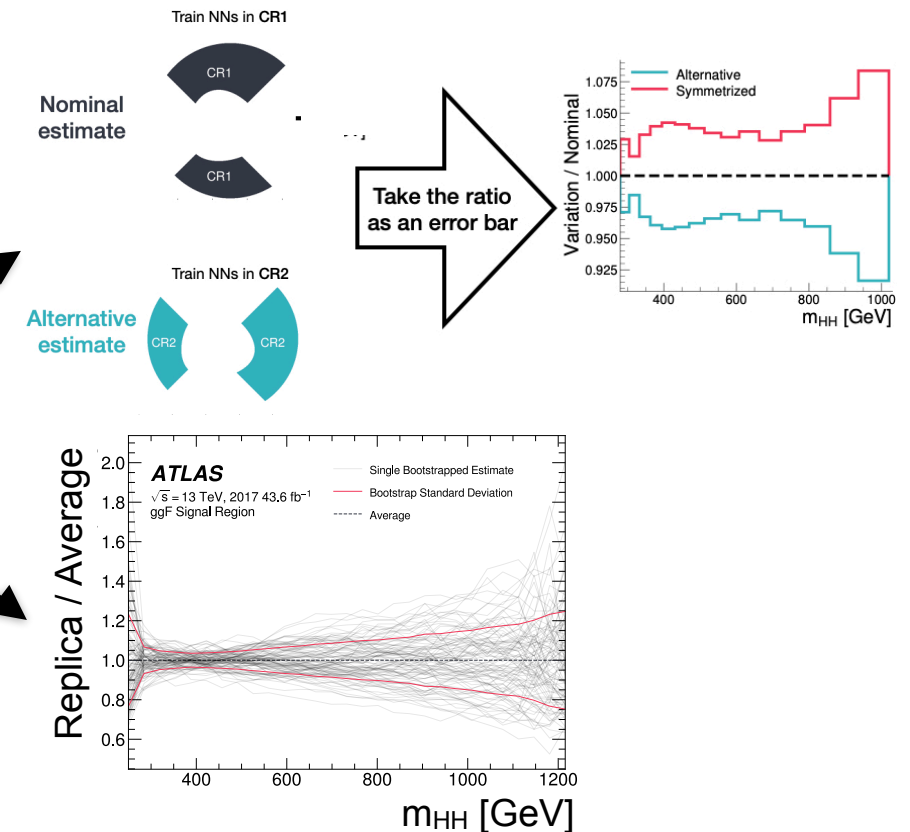 Train NNs in CR1
CR1
Nominal
estimate
CR1
Take the ratio
as an error bar
Train NNs in CR2
Alternative
estimate
CR2
CR2
Variation / Nominal
1.075
1.050
1.025
1.000
0.975
0.950
0.925
Alternative
Symmetrized
400
600
800
1000
mHH [GeV]
Replica / Average
2.0
1.8
1.6
1.4
1.2
1.0
0.8
0.6
ATLAS
√s = 13 TeV, 2017 43.6 fb⁻¹
ggF Signal Region
Single Bootstrapped Estimate
Bootstrap Standard Deviation
Average
400
600
800
1000
1200
mHH [GeV]